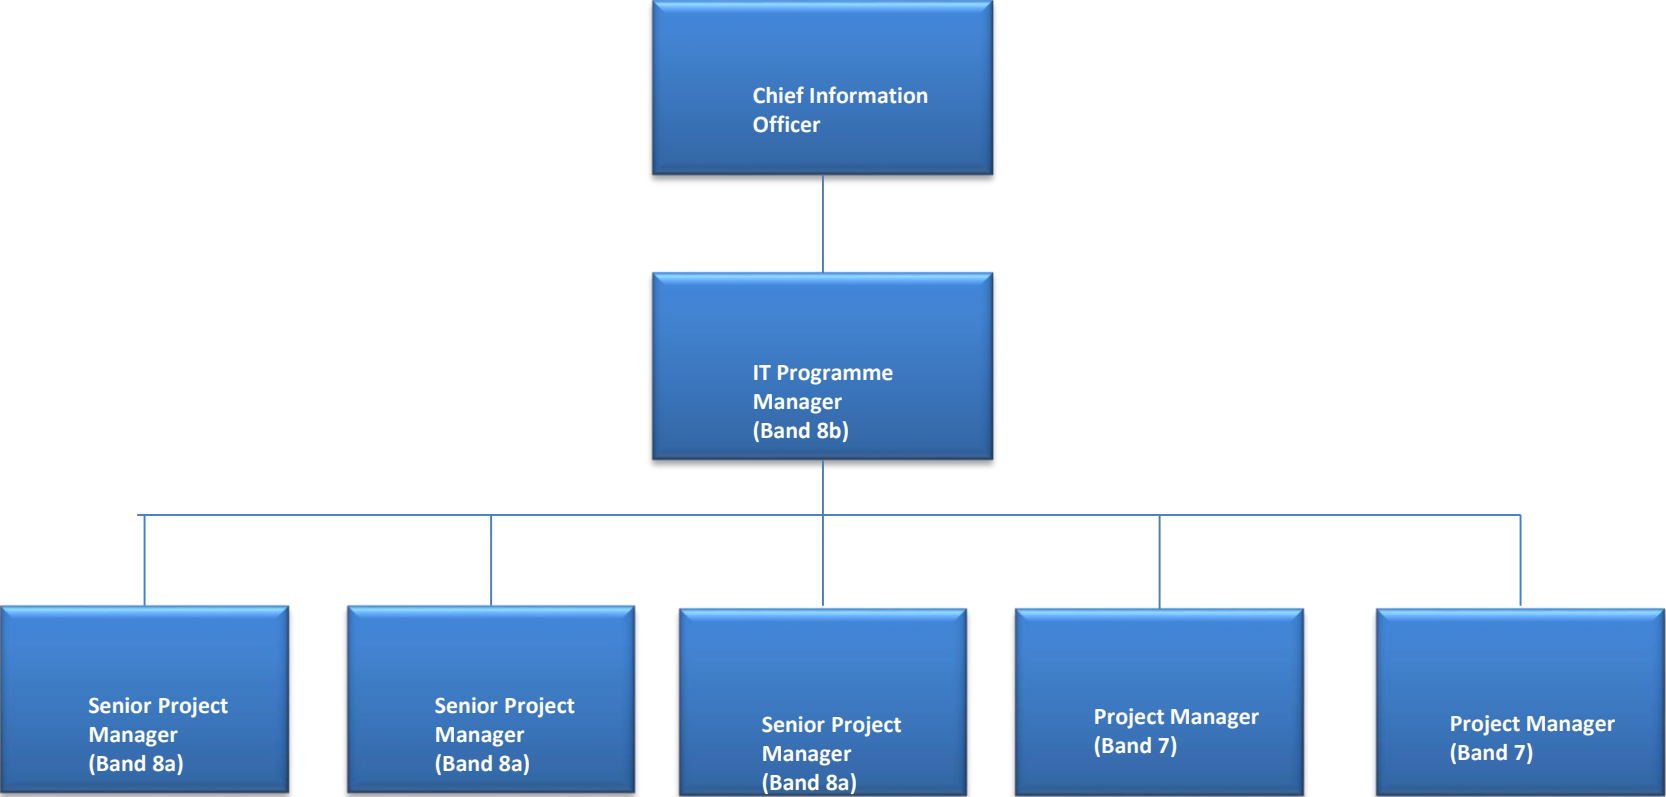 Chief Information
Officer
IT Programme
Manager
(Band 8b)
Senior Project
Manager
(Band 8a)
Senior Project
Manager
(Band 8a)
Senior Project
Manager
(Band 8a)
Project Manager
(Band 7)
Project Manager
(Band 7)